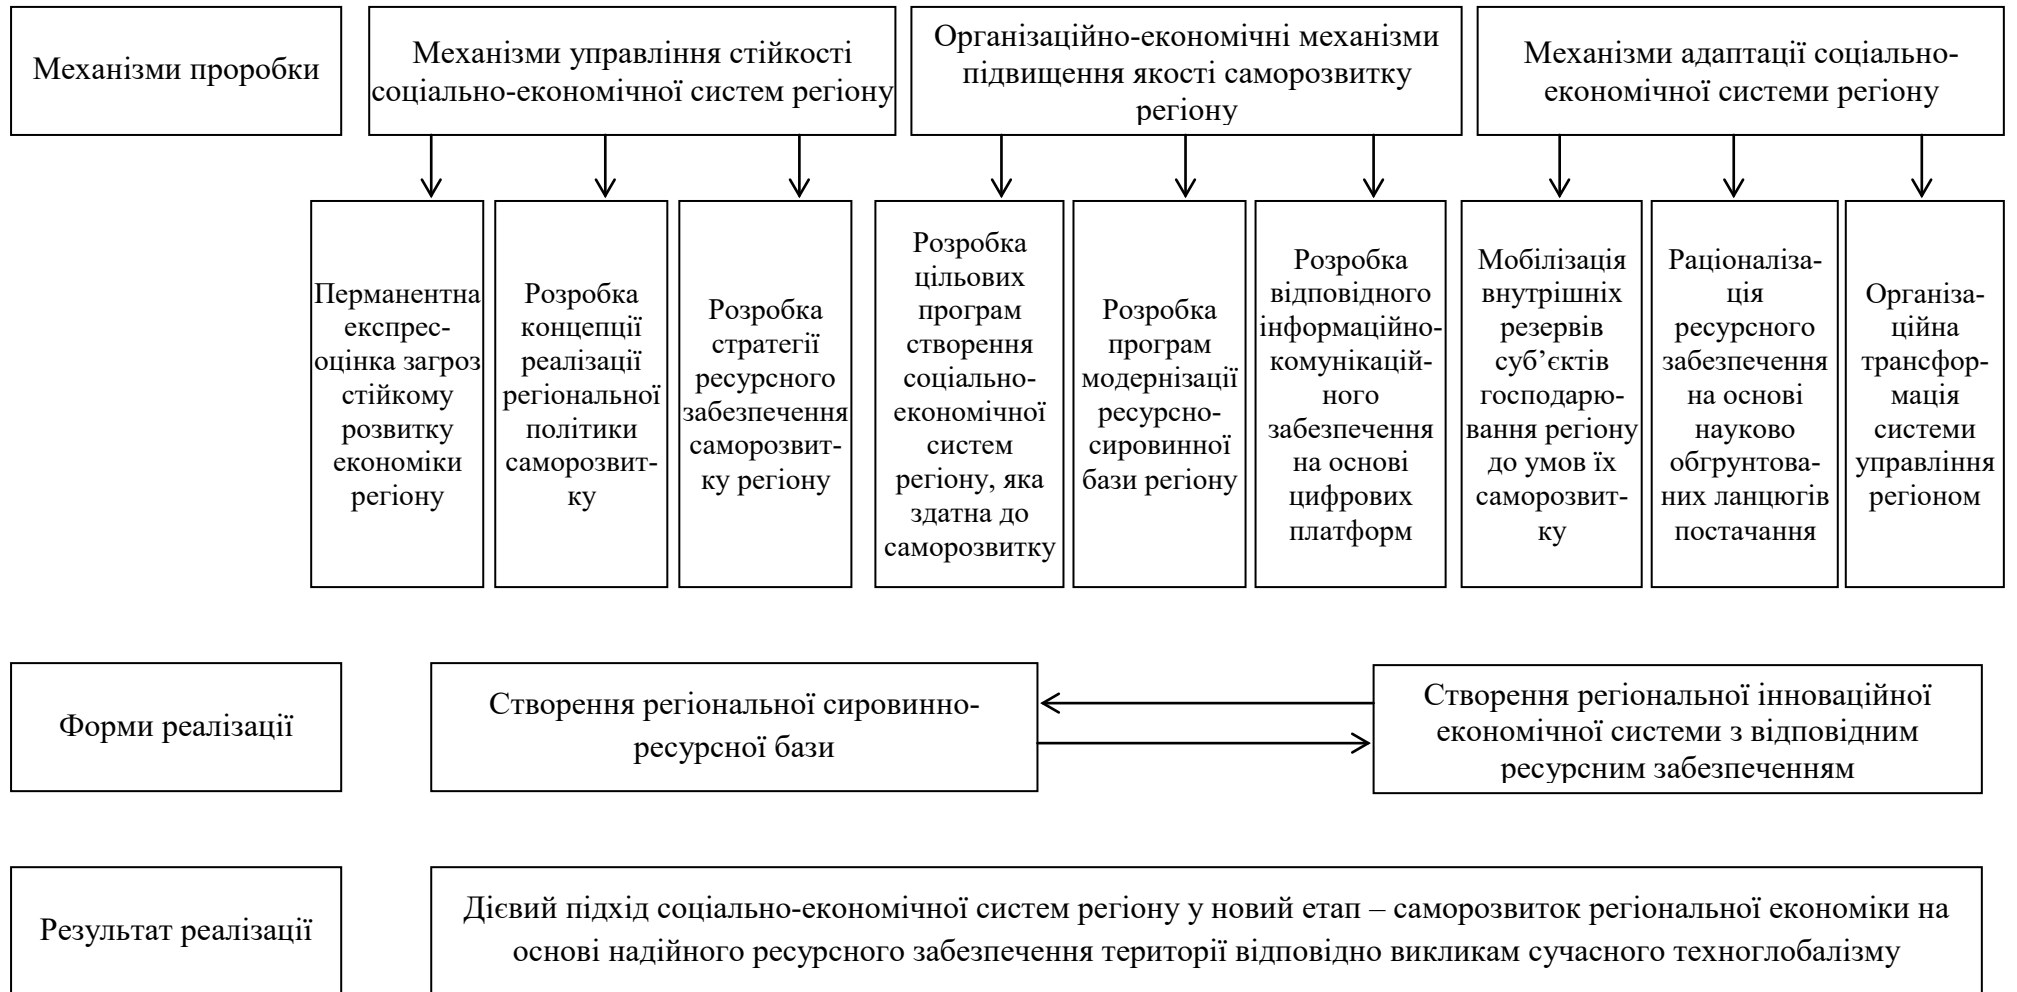 Механізми проробки
Механізми управління стійкості
соціально-економічної систем регіону
Організаційно-економічні механізми
підвищення якості саморозвитку
регіону
Механізми адаптації соціально-
економічної системи регіону
Перманентна
експрес-
оцінка загроз
стійкому
розвитку
економіки
регіону
Розробка
концепції
реалізації
регіональної
політики
саморозвит-
ку
Розробка
стратегії
ресурсного
забезпечення
саморозвит-
ку регіону
Розробка
цільових
програм
створення
соціально-
економічної
систем
регіону, яка
здатна до
саморозвитку
Розробка
програм
модернізації
ресурсно-
сировинної
бази регіону
Розробка
відповідного
інформаційно-
комунікацій-
ного
забезпечення
на основі
цифрових
платформ
Мобілізація
внутрішніх
резервів
суб’єктів
господарю-
вання регіону
до умов їх
саморозвит-
ку
Раціоналіза-
ція
ресурсного
забезпечення
на основі
науково
обгрунтова-
них ланцюгів
постачання
Організа-
ційна
трансфор-
мація
системи
управління
регіоном
Форми реалізації
Створення регіональної сировинно-
ресурсної бази
Створення регіональної інноваційної
економічної системи з відповідним
ресурсним забезпеченням
Результат реалізації
Дієвий підхід соціально-економічної систем регіону у новий етап – саморозвиток регіональної економіки на
основі надійного ресурсного забезпечення території відповідно викликам сучасного техноглобалізму